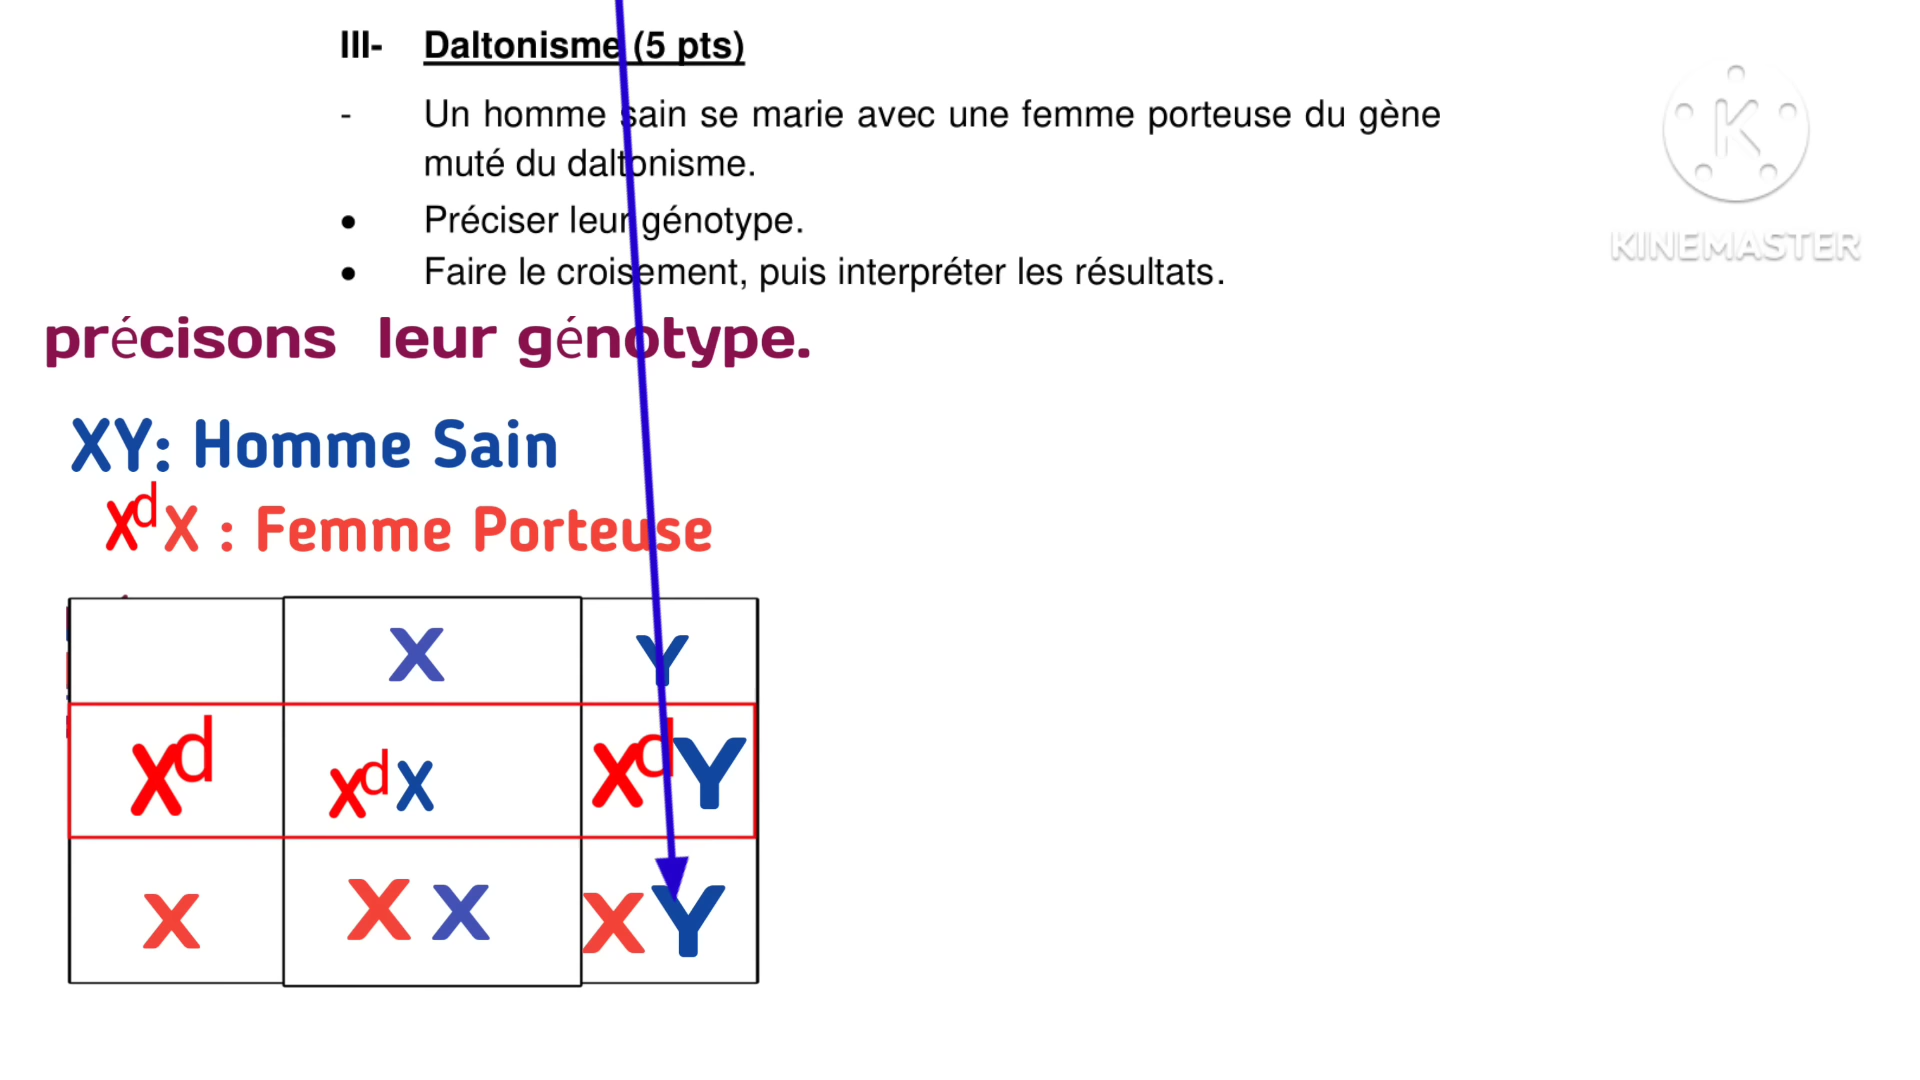 III- Daltonisme (5 pts)
- Un homme sain se marie avec une femme porteuse du gène
muté du daltonisme.
• Préciser leur génotype.
• Faire le croisement, puis interpréter les résultats.
K
KINEMASTER
précisons leur génotype.
XY: Homme Sain
XᵈX : Femme Porteuse
X Y
Xᵈ XᵈX XᵈY
X X X XY